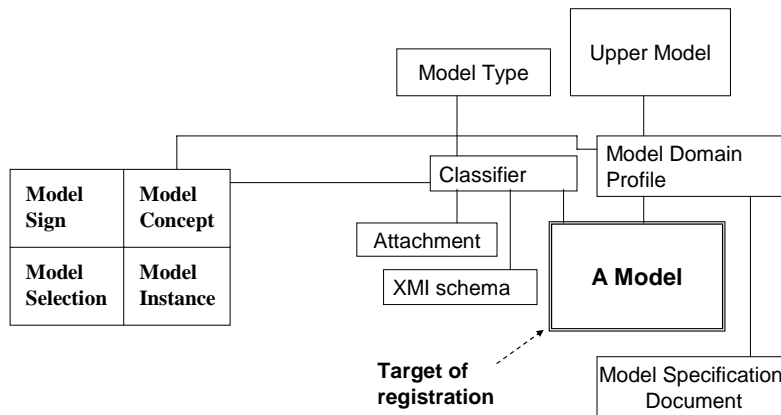 Upper Model
Model Type
Model Domain
Profile
Classifier
Model
Sign
Model
Concept
Attachment
Model
Selection
Model
Instance
XMI schema
A Model
Target of
registration
Model Specification
Document